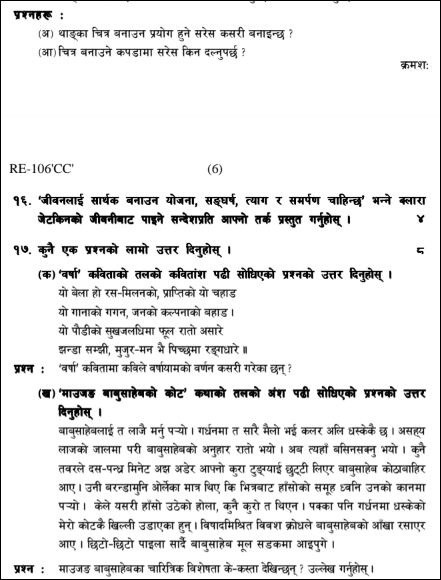 प्रश्नहरू :
(अ) थाङ्का चित्र बनाउन प्रयोग हुने सरेस कसरी बनाइन्छ ?
(आ) चित्र बनाउने कपडामा सरेस किन दल्नुपर्छ ?
क्रमशः
RE-106'CC' (6)
१६. 'जीवनलाई सार्थक बनाउन योजना, सङ्घर्ष, त्याग र समर्पण चाहिन्छ' भन्ने क्लारा
जेटकिनको जीवनीबाट पाइने सन्देशप्रति आफ्नो तर्क प्रस्तुत गर्नुहोस् । ४
१७. कुनै एक प्रश्नको लामो उत्तर दिनुहोस् । ८
(क) 'वर्षा' कविताको तलको कवितांश पढी सोधिएको प्रश्नको उत्तर दिनुहोस् ।
यो बेला हो रस-मिलनको, प्राप्तिको यो चहाड
यो गानाको गगन, जनको कल्पनाको बहाड ।
यो पौडीको सुखजलधिमा फूल रातो असारे
झन्डा सम्झी, मुजुर-मन भै पिच्छमा रङ्गधारे ॥
प्रश्न : 'वर्षा' कवितामा कविले वर्षायामको वर्णन कसरी गरेका छन् ?
(ख) 'माउजङ बाबुसाहेबको कोट' कथाको तलको अंश पढी सोधिएको प्रश्नको उत्तर
दिनुहोस् ।
बाबुसाहेबलाई त लाजै मर्नु पऱ्यो । गर्धनमा त सारै मैलो भई कलर अलि धस्केकै छ । असह्य
लाजको जालमा परी बाबुसाहेबको अनुहार रातो भयो । अब त्यहाँ बसिनसक्नु भयो । कुनै
तवरले दस-पन्ध्र मिनेट अझ अडेर आफ्नो कुरा टुङ्ग्याई छुट्टी लिएर बाबुसाहेब कोठाबाहिर
आए । उनी बरन्डामुनि ओर्लेका मात्र थिए कि भित्रबाट हाँसोको समूह ध्वनि उनको कानमा
पऱ्यो । केले यसरी हाँसो उठेको होला, कुनै कुरो त थिएन । पक्का पनि गर्धनमा धस्केको
मेरो कोटकै खिल्ली उडाएका हुन् । विषादमिश्रित विवश क्रोधले बाबुसाहेबको आँखा रसाएर
आए । छिटो-छिटो पाइला सार्दै बाबुसाहेब मूल सडकमा आइपुगे ।
प्रश्न : माउजङ बाबुसाहेबका चारित्रिक विशेषता के-कस्ता देखिन्छन् ? उल्लेख गर्नुहोस् ।